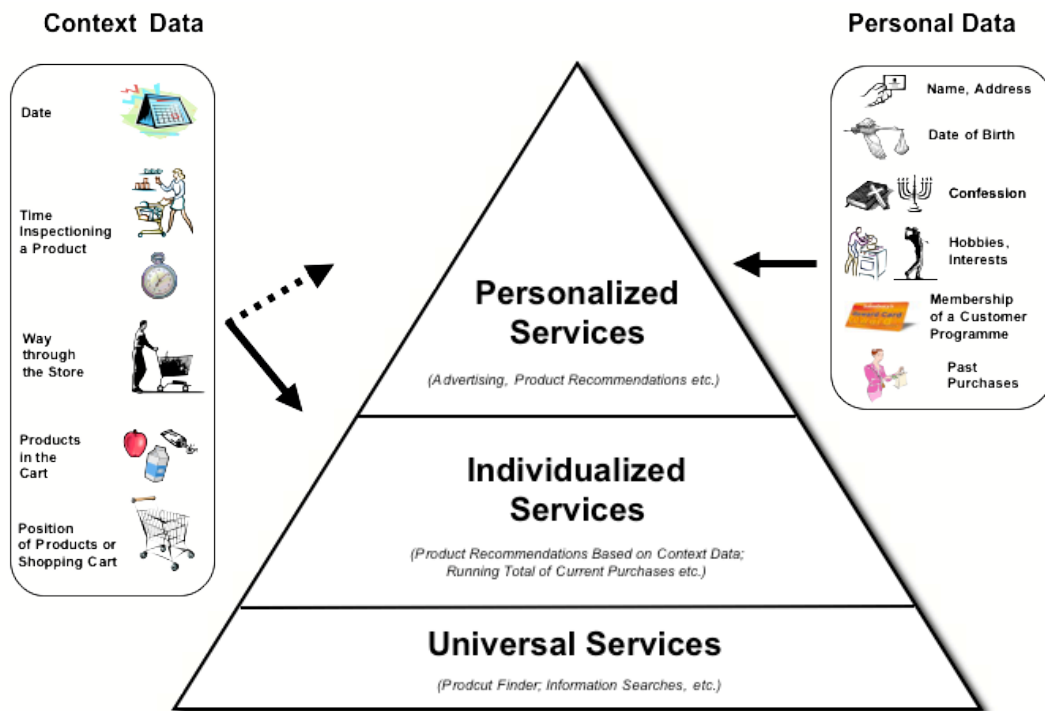 Context Data
Date
Time
Inspectioning
a Product
Way
through
the Store
Products
in the
Cart
Position
of Products or
Shopping Cart
Personalized
Services
(Advertising, Product Recommendations etc.)
Individualized
Services
(Product Recommendations Based on Context Data;
Running Total of Current Purchases etc.)
Universal Services
(Prodcut Finder; Information Searches, etc.)
Personal Data
Name, Address
Date of Birth
Confession
Hobbies,
Interests
Membership
of a Customer
Programme
Past
Purchases